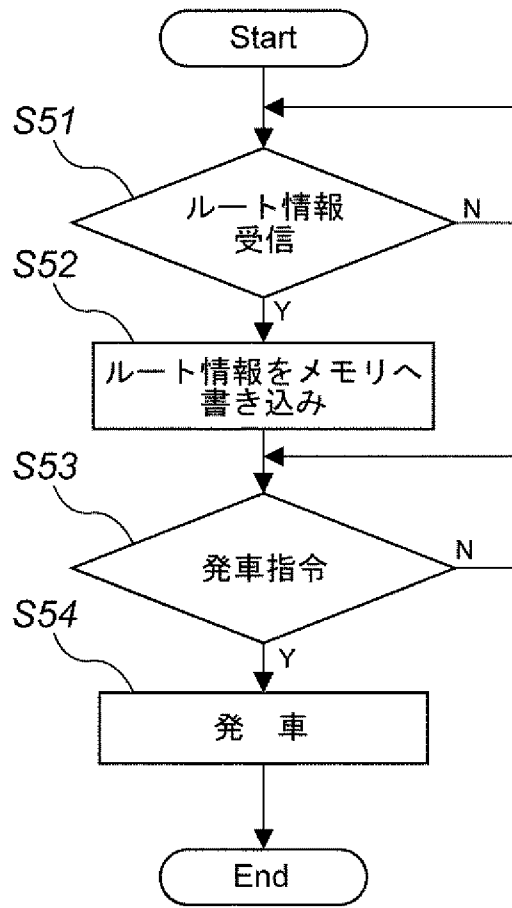 Start
S51
ルート情報
受信
N
S52
Y
ルート情報をメモリへ
書き込み
S53
発車指令
N
S54
Y
発 車
End